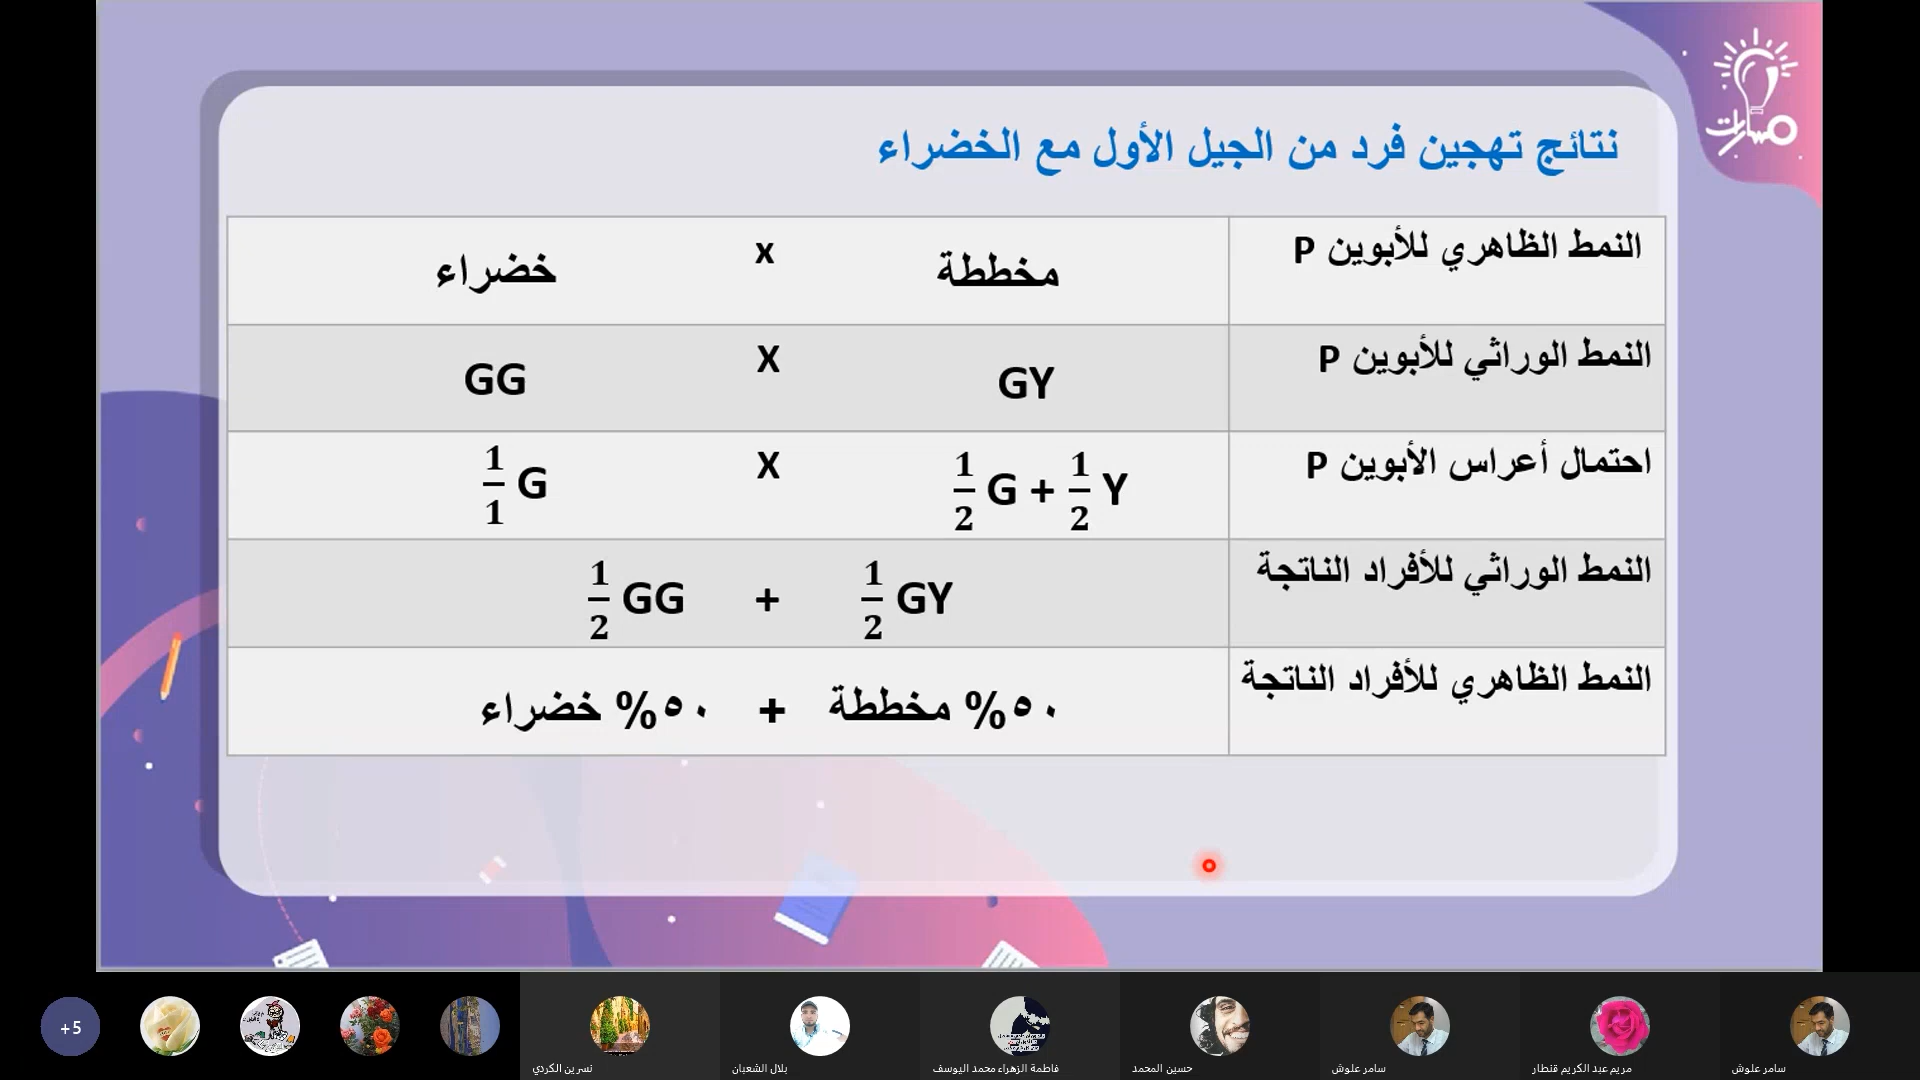 مسارات
نتائج تهجين فرد من الجيل الأول مع الخضراء
النمط الظاهري للأبوين P مخططة x خضراء
النمط الوراثي للأبوين P GY X GG
احتمال أعراس الأبوين P 1/2 G + 1/2 Y X 1/1 G
النمط الوراثي للأفراد الناتجة 1/2 GG + 1/2 GY
النمط الظاهري للأفراد الناتجة ٥٠% مخططة + ٥٠% خضراء
+5
نسرين الكردي
بلال الشعبان
فاطمة الزهراء محمد اليوسف
حسين المحمد
سامر علوش
مريم عبد الكريم قنطار
سامر علوش